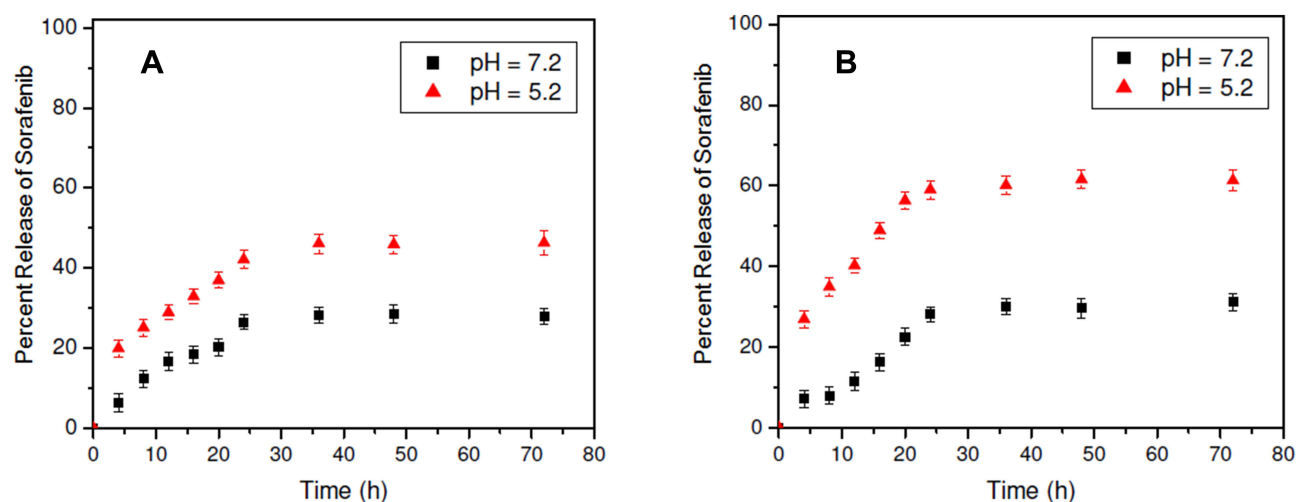 A
pH = 7.2
pH = 5.2
Percent Release of Sorafenib
100
80
60
40
20
0
0 10 20 30 40 50 60 70 80
Time (h)
B
pH = 7.2
pH = 5.2
Percent Release of Sorafenib
100
80
60
40
20
0
0 10 20 30 40 50 60 70 80
Time (h)